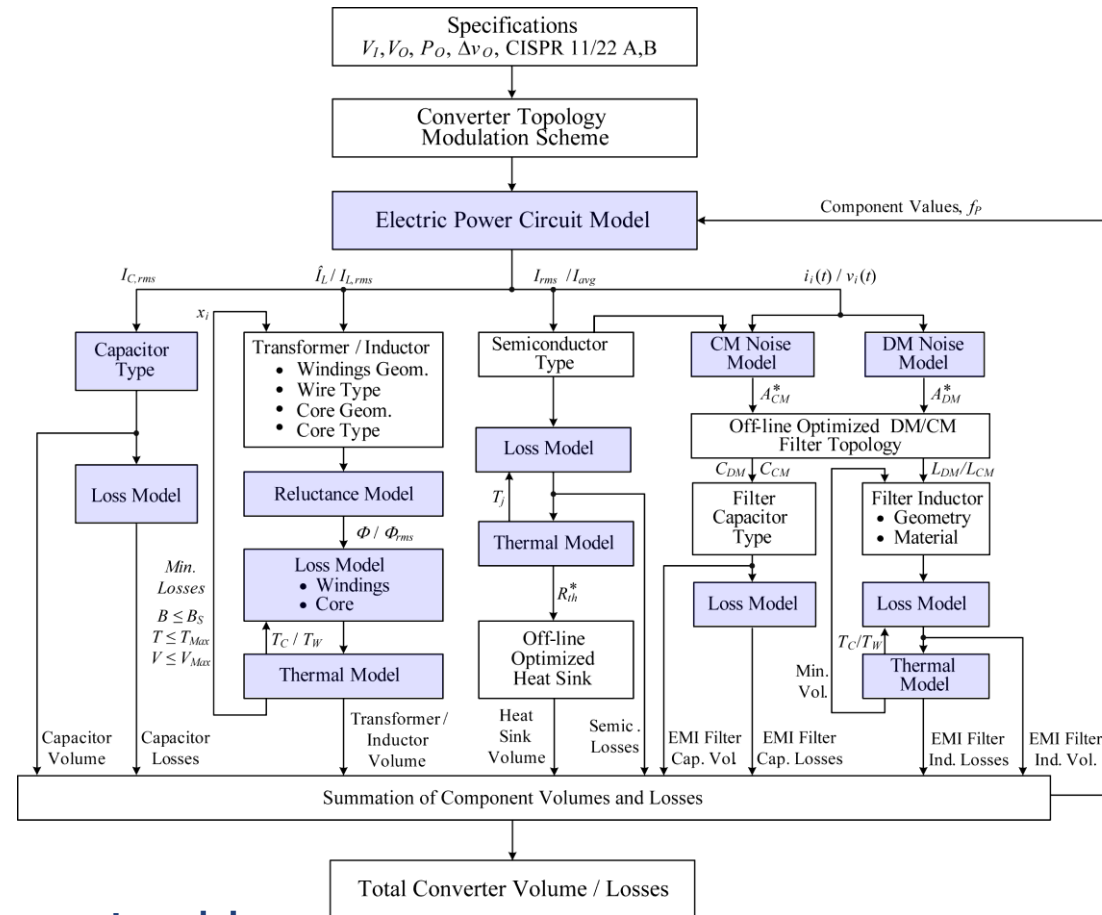 Specifications
V_I, V_O, P_O, Δv_O, CISPR 11/22 A,B
Converter Topology
Modulation Scheme
Electric Power Circuit Model
Component Values, f_P
I_C,rms
Î_L / I_L,rms
I_rms / I_avg
i_i(t) / v_i(t)
x_i
Capacitor
Type
Loss Model
Transformer / Inductor
• Windings Geom.
• Wire Type
• Core Geom.
• Core Type
Reluctance Model
Φ / Φ_rms
Loss Model
• Windings
• Core
T_C / T_W
Thermal Model
Min.
Losses
B ≤ B_S
T ≤ T_Max
V ≤ V_Max
Semiconductor
Type
Loss Model
T_j
Thermal Model
R*_th
Off-line
Optimized
Heat Sink
CM Noise
Model
DM Noise
Model
A*_CM
A*_DM
Off-line Optimized DM/CM
Filter Topology
C_DM C_CM
L_DM/L_CM
Filter
Capacitor
Type
Loss Model
Filter Inductor
• Geometry
• Material
Loss Model
T_C/T_W
Thermal
Model
Min.
Vol.
Capacitor
Volume
Capacitor
Losses
Transformer/
Inductor
Volume
Heat
Sink
Volume
Semic.
Losses
EMI Filter
Cap. Vol.
EMI Filter
Cap. Losses
EMI Filter
Ind. Losses
EMI Filter
Ind. Vol.
Summation of Component Volumes and Losses
Total Converter Volume / Losses